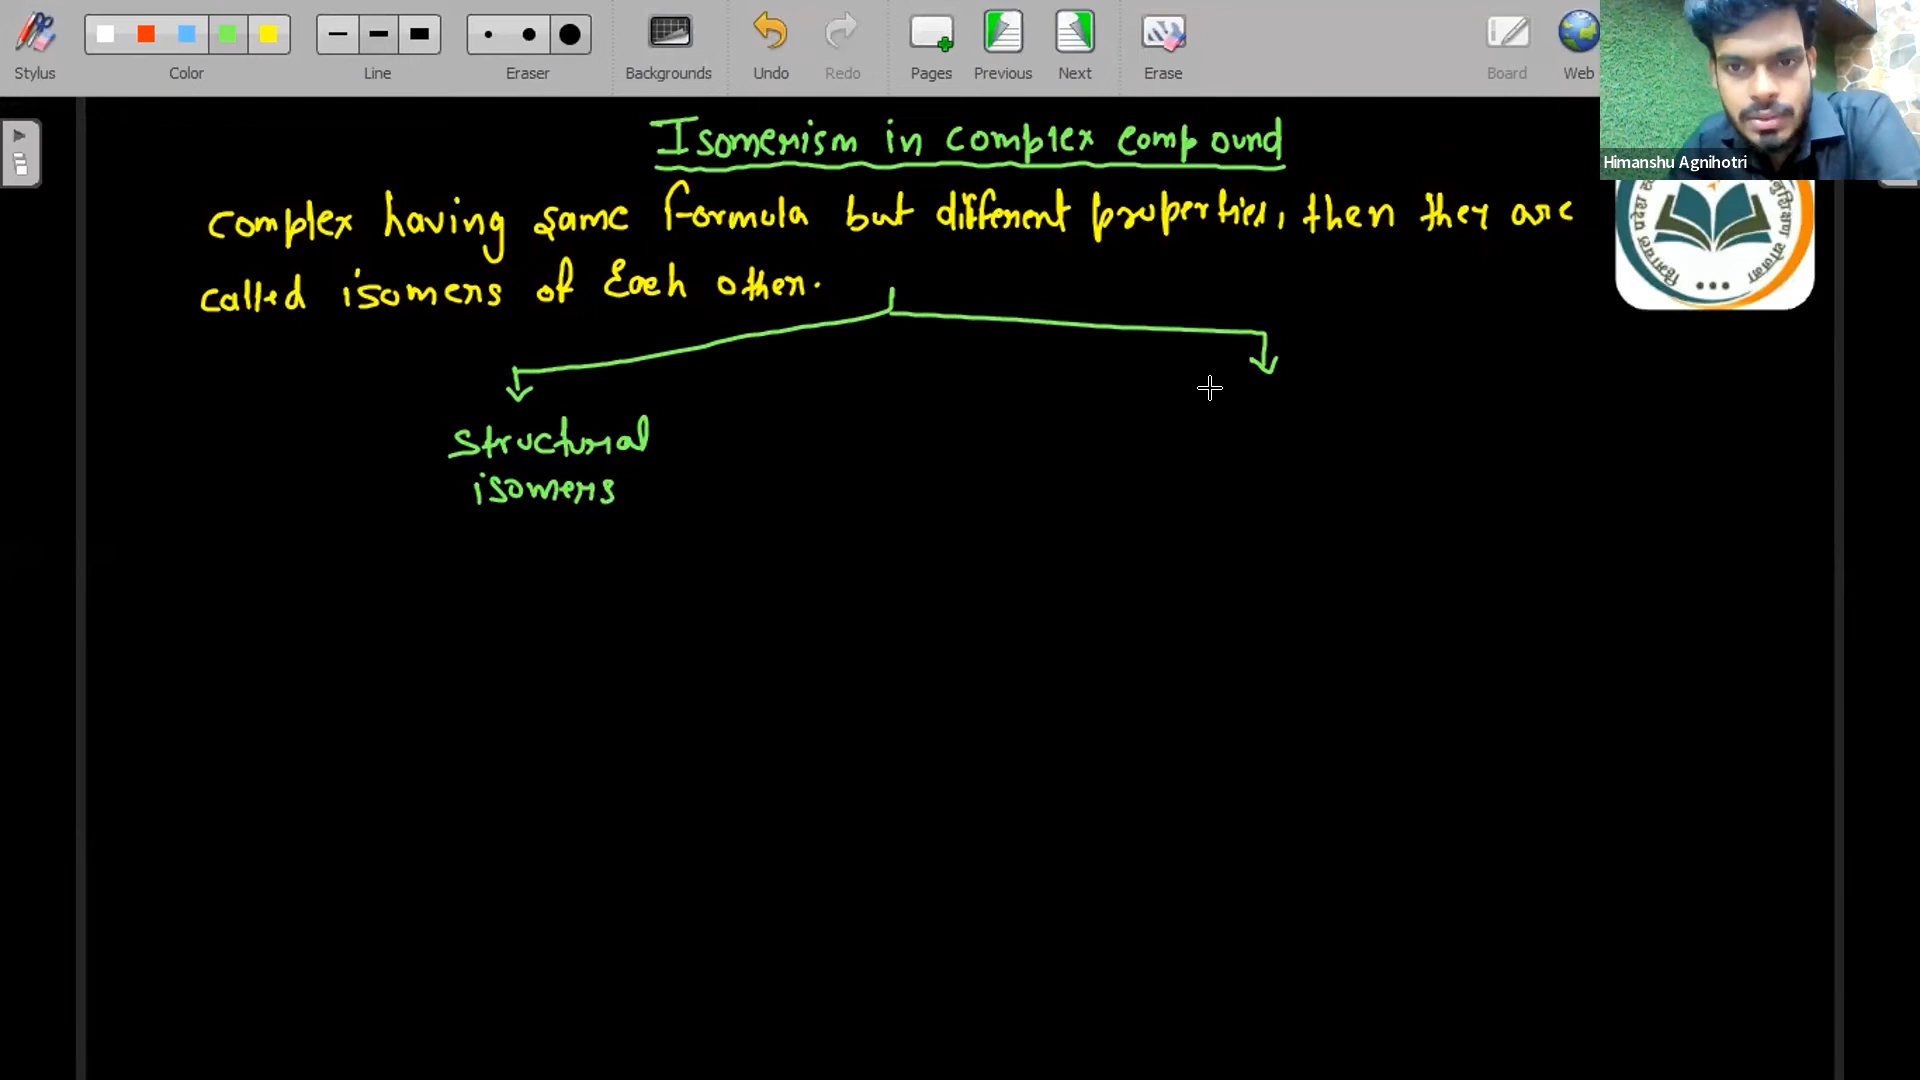 Stylus
Color
Line
Eraser
Backgrounds
Undo
Redo
Pages
Previous
Next
Erase
Board
Web
Himanshu Agnihotri
Isomerism in complex compound
complex having same formula but different properties, then they are
called isomers of Each other.
structural
isomers